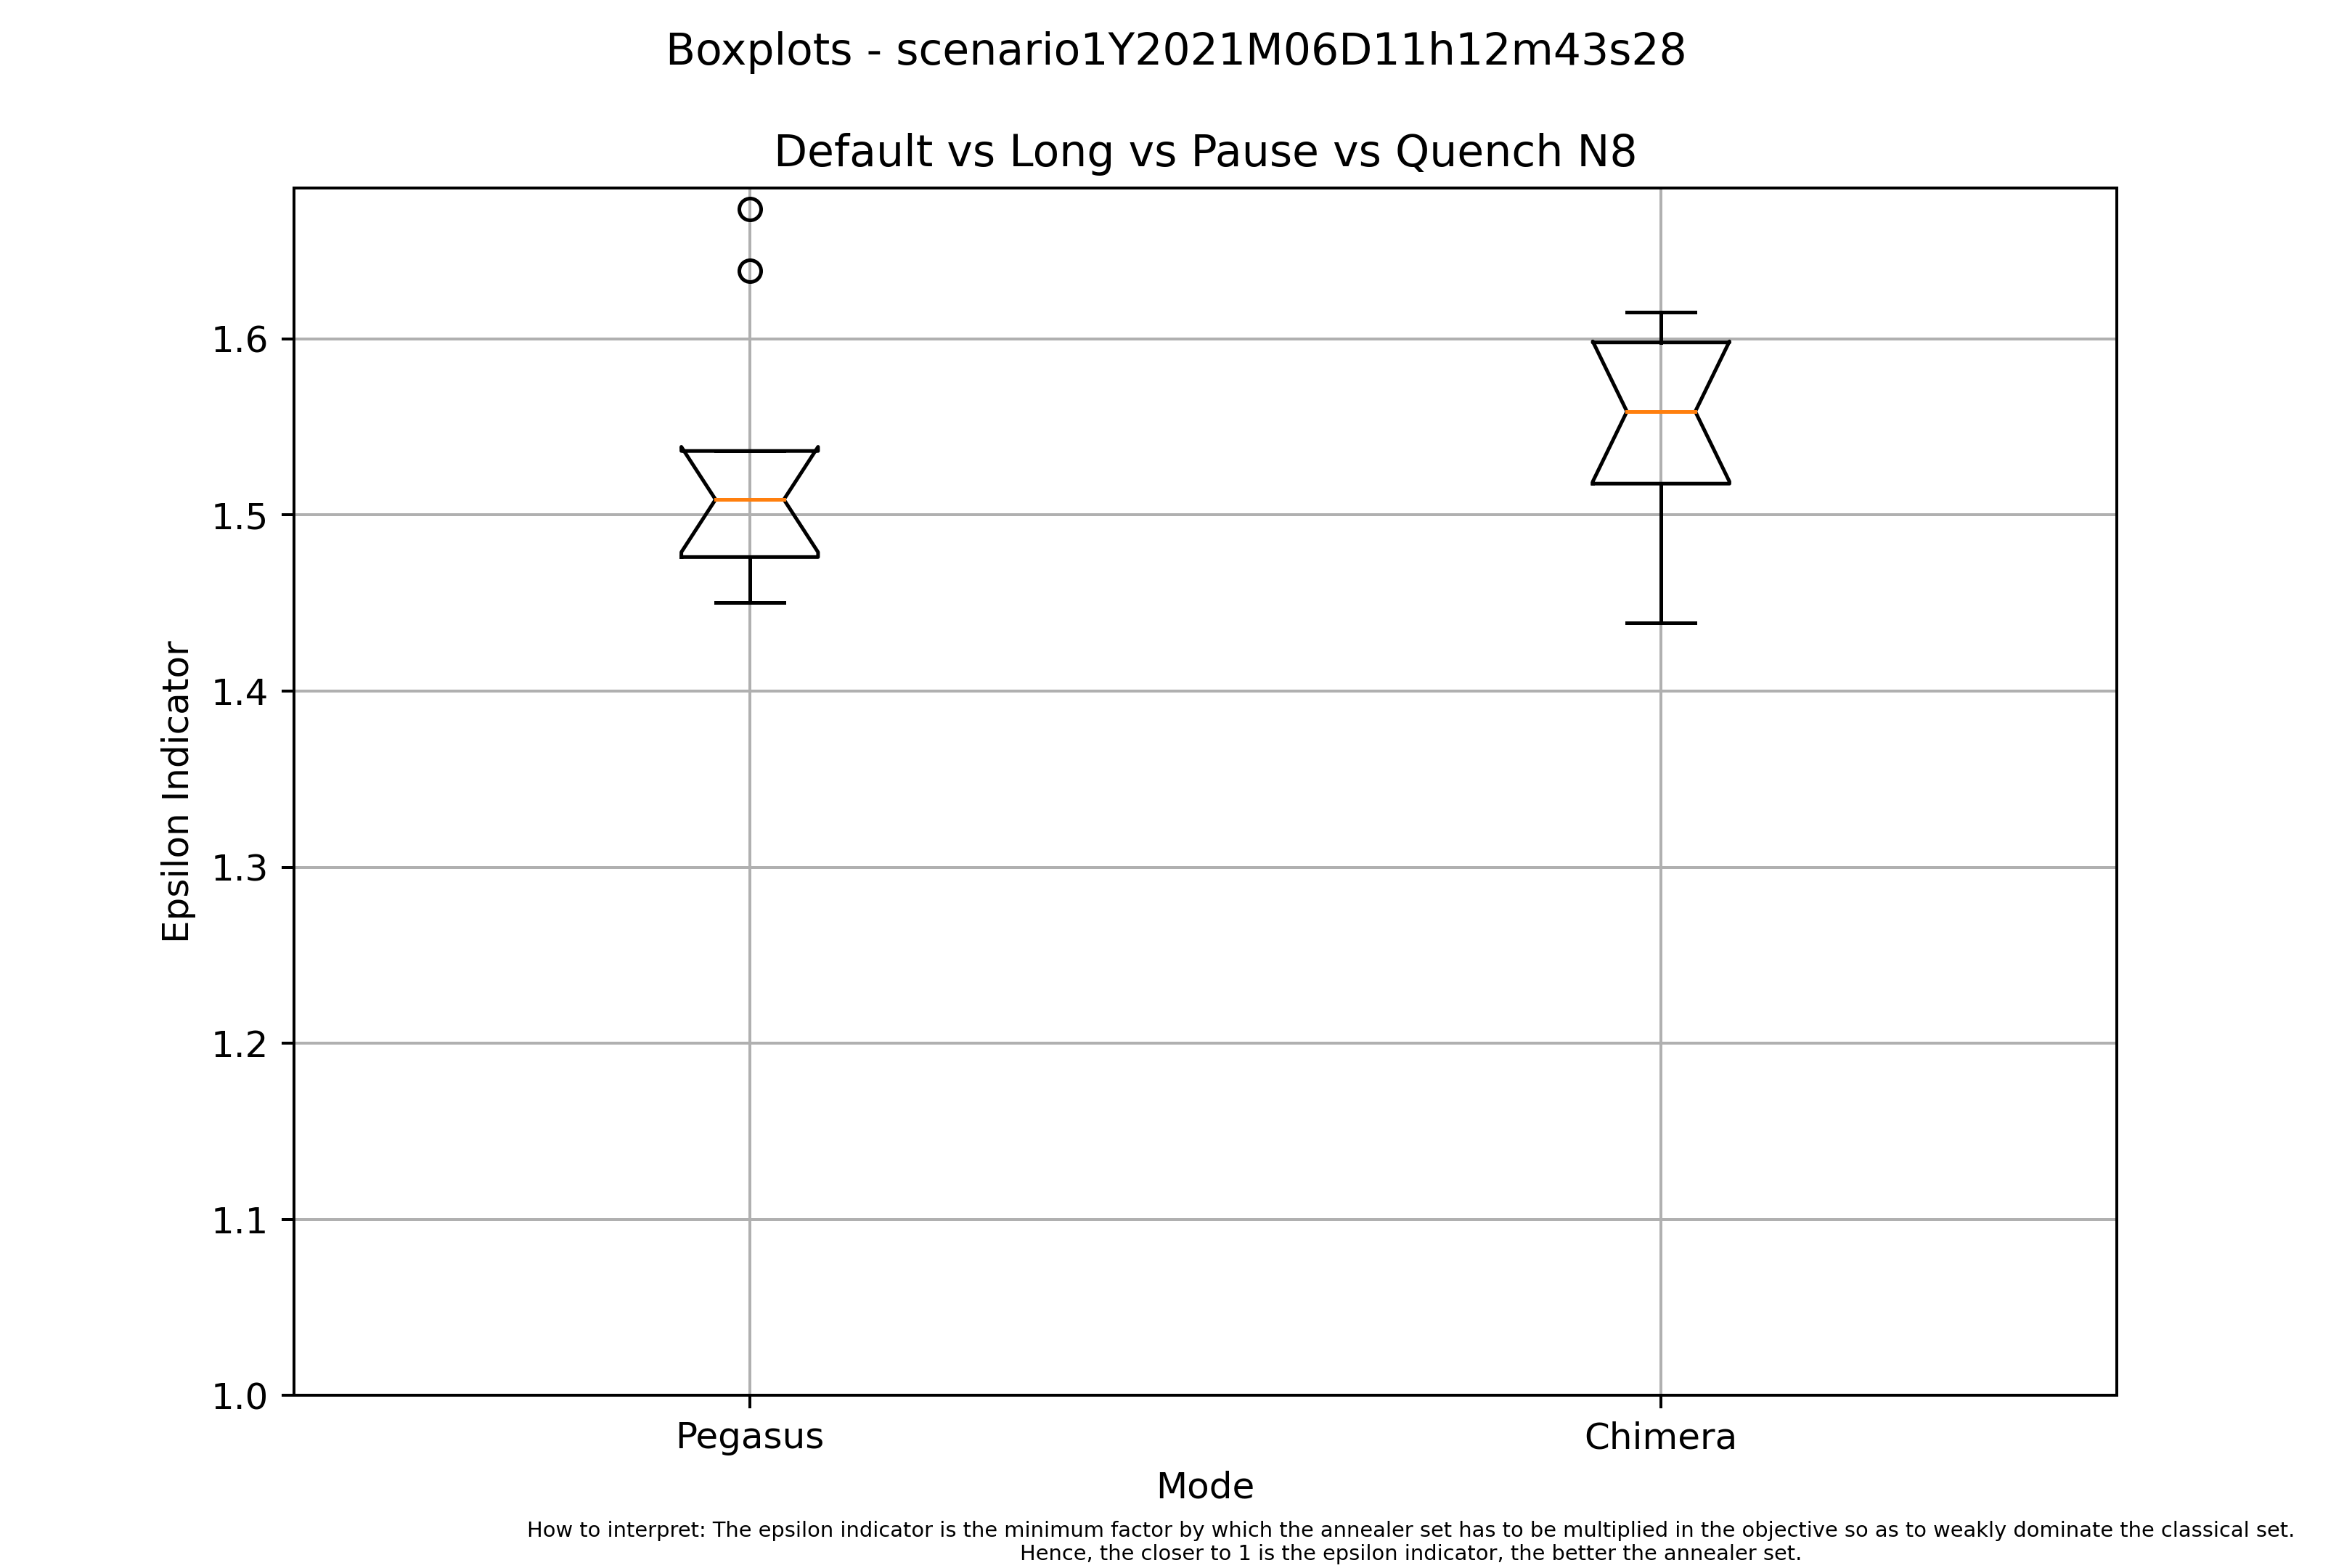 Boxplots - scenario1Y2021M06D11h12m43s28
Default vs Long vs Pause vs Quench N8
Epsilon Indicator
1.6
1.5
1.4
1.3
1.2
1.1
1.0
Pegasus
Chimera
Mode
How to interpret: The epsilon indicator is the minimum factor by which the annealer set has to be multiplied in the objective so as to weakly dominate the classical set.
Hence, the closer to 1 is the epsilon indicator, the better the annealer set.